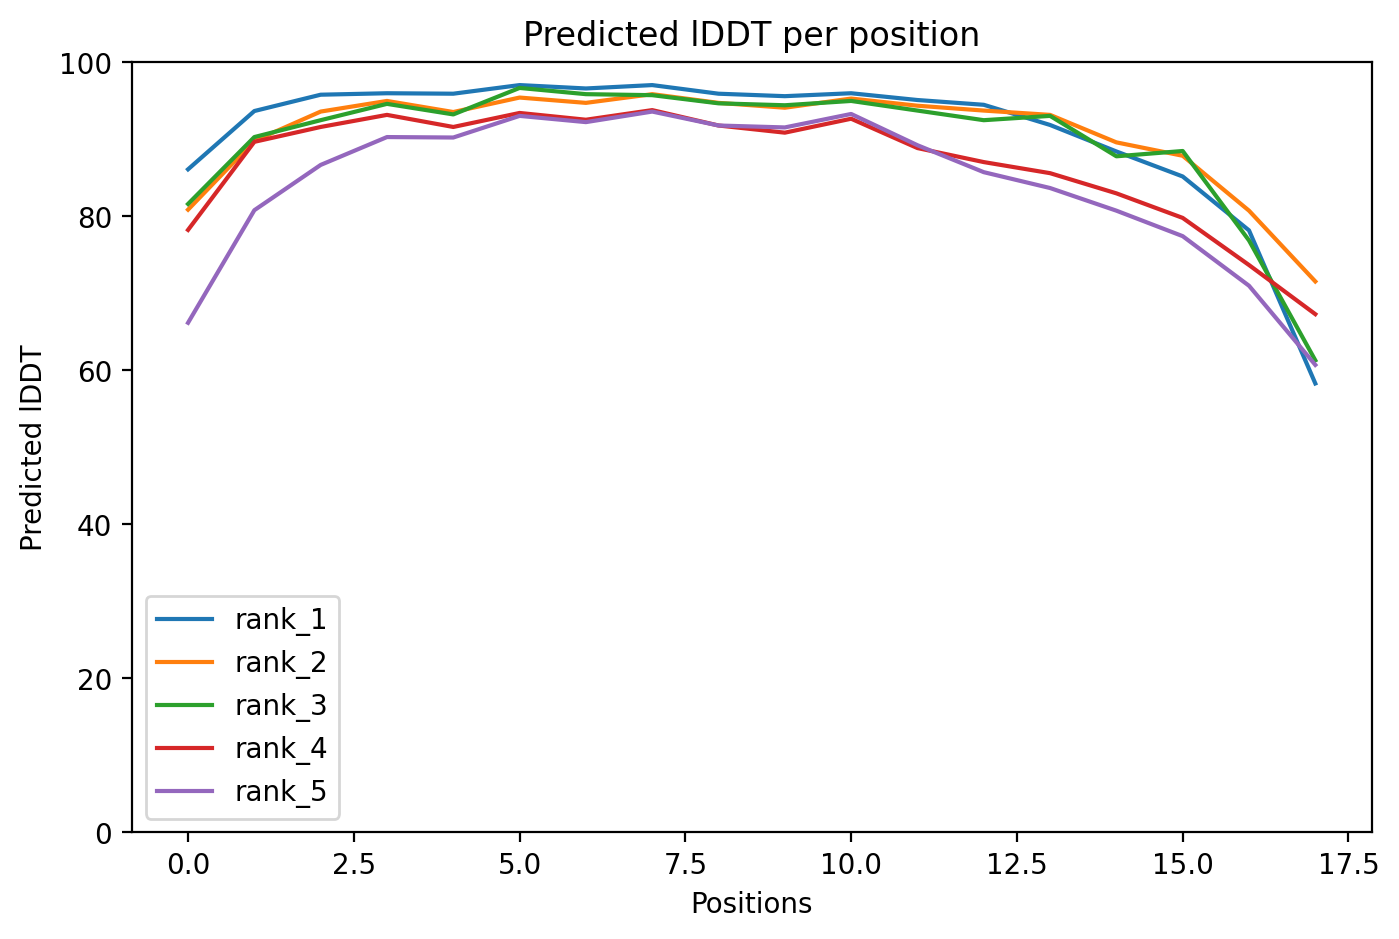 Predicted lDDT per position
100
80
60
40
20
0
Predicted lDDT
rank_1
rank_2
rank_3
rank_4
rank_5
0.0 2.5 5.0 7.5 10.0 12.5 15.0 17.5
Positions